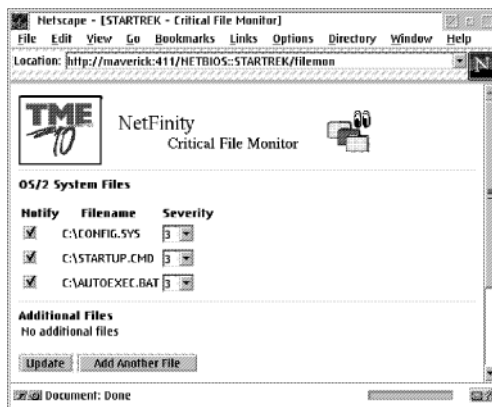 Netscape - [STARTREK - Critical File Monitor]
File Edit View Go Bookmarks Links Options Directory Window Help
Location: http://maverick:411/NETBIOS::STARTREK/filemon
N
TME 10
NetFinity
Critical File Monitor
OS/2 System Files
Notify Filename Severity
C:\CONFIG.SYS 3
C:\STARTUP.CMD 3
C:\AUTOEXEC.BAT 3
Additional Files
No additional files
Update Add Another File
Document: Done